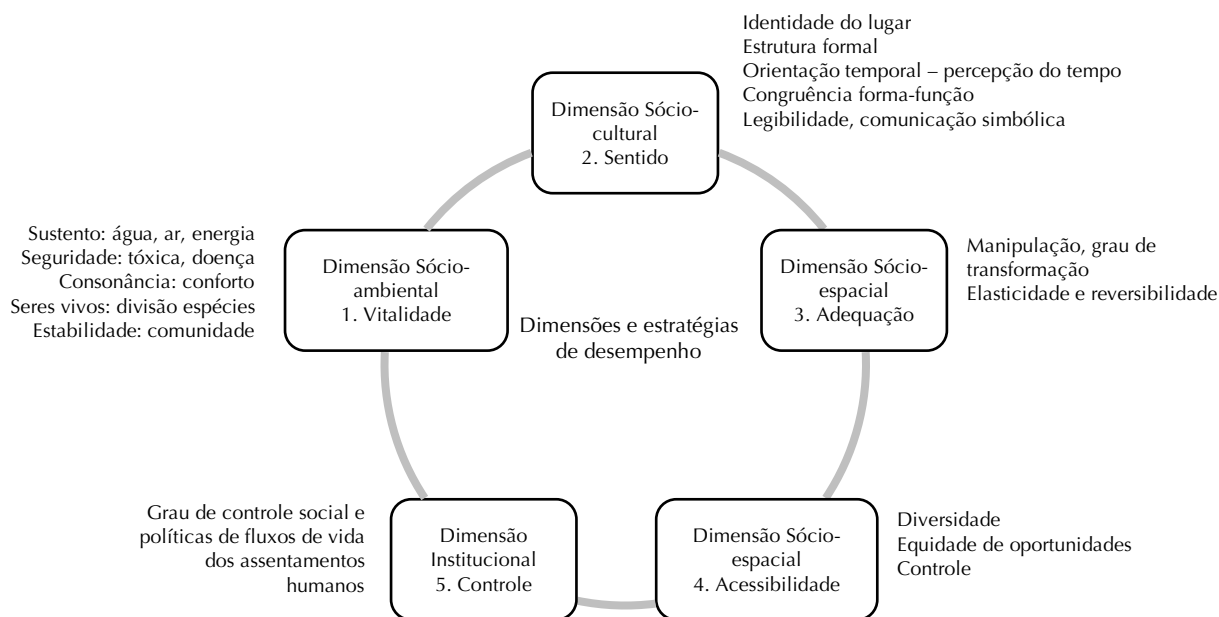 Identidade do lugar
Estrutura formal
Orientação temporal – percepção do tempo
Congruência forma-função
Legibilidade, comunicação simbólica
Dimensão Sócio-
cultural
2. Sentido
Sustento: água, ar, energia
Seguridade: tóxica, doença
Consonância: conforto
Seres vivos: divisão espécies
Estabilidade: comunidade
Dimensão Sócio-
ambiental
1. Vitalidade
Dimensões e estratégias
de desempenho
Dimensão Sócio-
espacial
3. Adequação
Manipulação, grau de
transformação
Elasticidade e reversibilidade
Grau de controle social e
políticas de fluxos de vida
dos assentamentos
humanos
Dimensão
Institucional
5. Controle
Dimensão Sócio-
espacial
4. Acessibilidade
Diversidade
Equidade de oportunidades
Controle